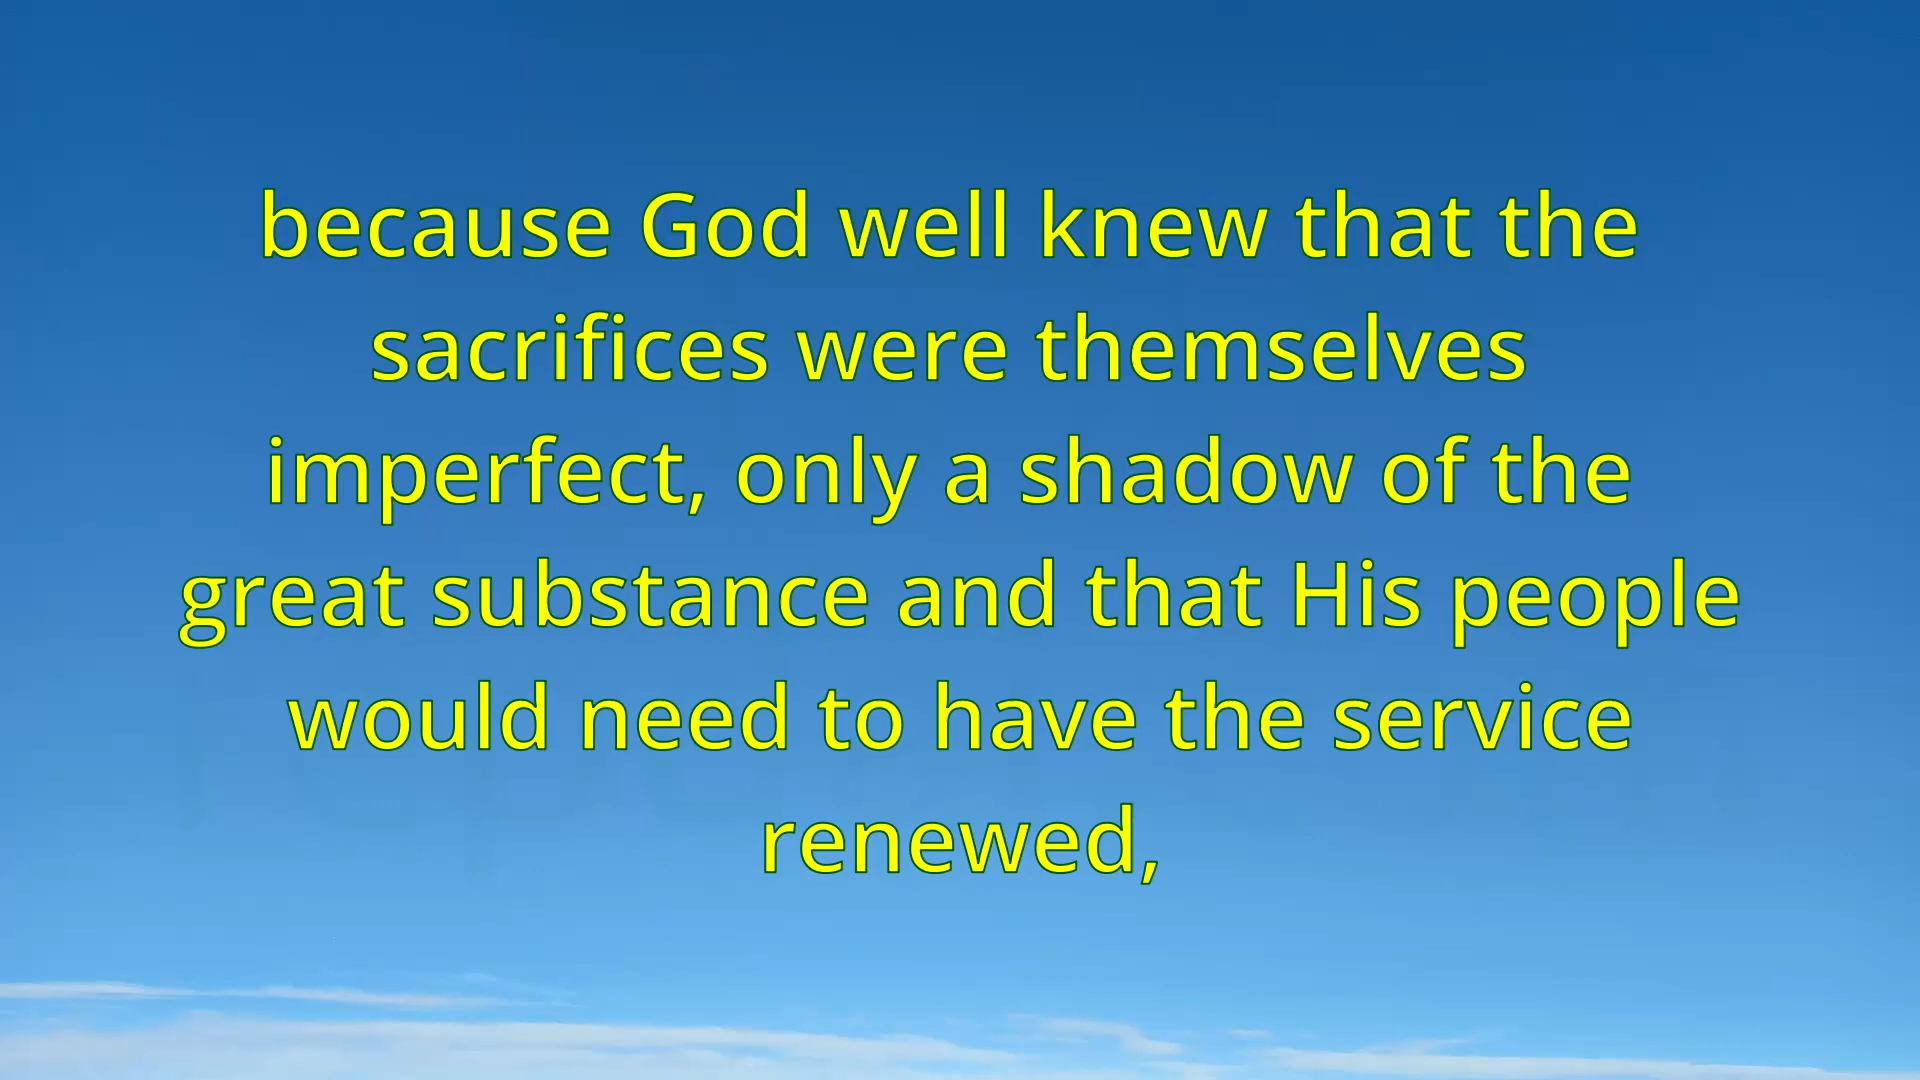 because God well knew that the
sacrifices were themselves
imperfect, only a shadow of the
great substance and that His people
would need to have the service
renewed,